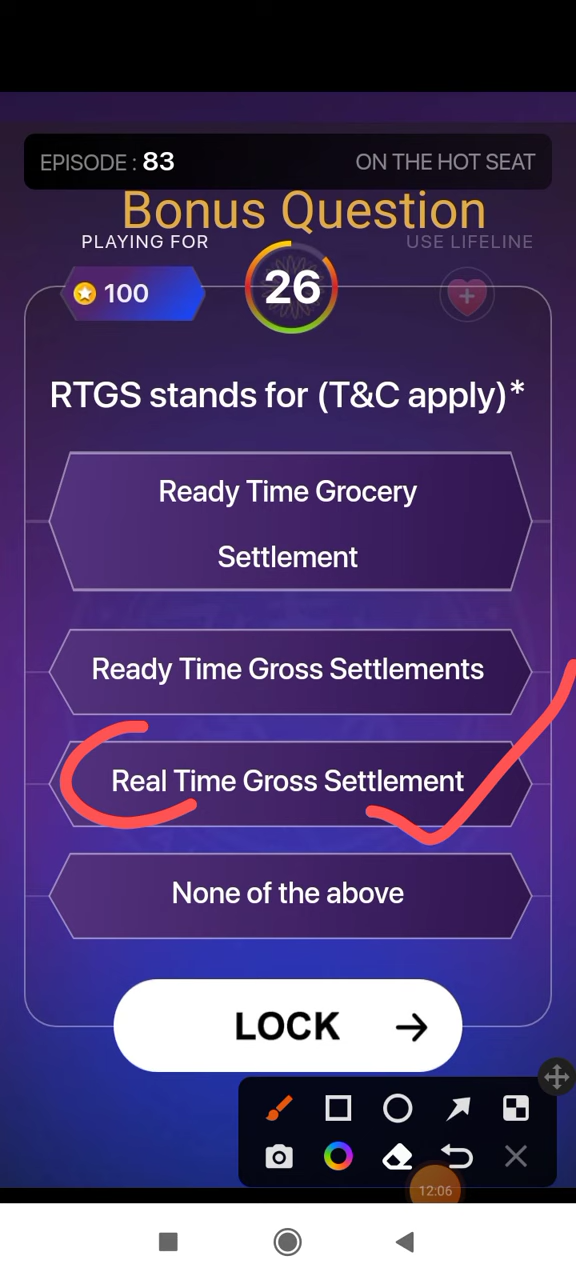 EPISODE : 83
ON THE HOT SEAT
Bonus Question
PLAYING FOR
USE LIFELINE
100
26
RTGS stands for (T&C apply)*
Ready Time Grocery
Settlement
Ready Time Gross Settlements
Real Time Gross Settlement
None of the above
LOCK
12:06